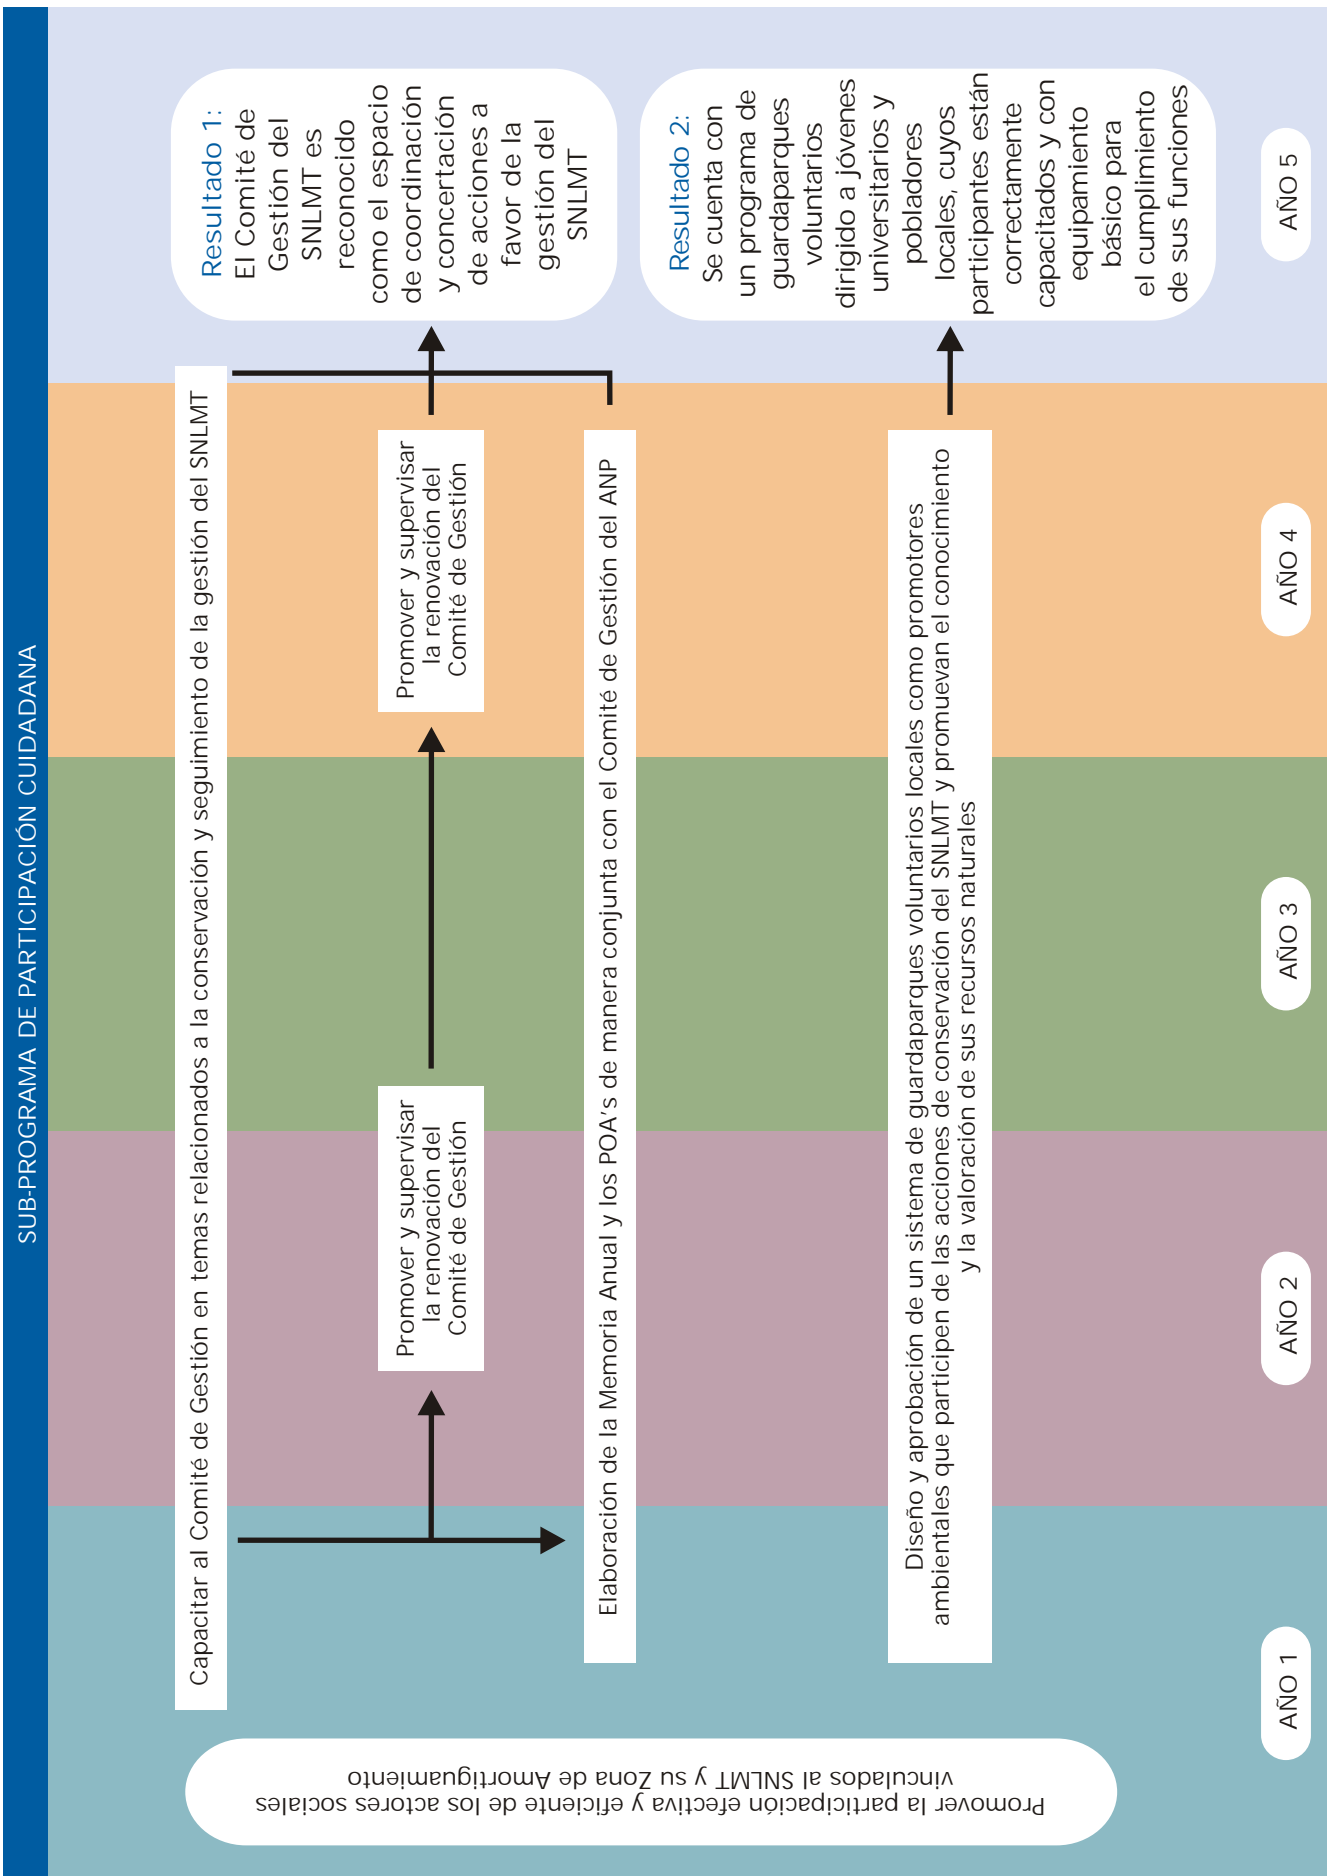 SUB-PROGRAMA DE PARTICIPACIÓN CUIDADANA
Promover la participación efectiva y eficiente de los actores sociales
vinculados al SNLMT y su Zona de Amortiguamiento
Capacitar al Comité de Gestión en temas relacionados a la conservación y seguimiento de la gestión del SNLMT
Promover y supervisar
la renovación del
Comité de Gestión
Promover y supervisar
la renovación del
Comité de Gestión
Elaboración de la Memoria Anual y los POA's de manera conjunta con el Comité de Gestión del ANP
Diseño y aprobación de un sistema de guardaparques voluntarios locales como promotores
ambientales que participen de las acciones de conservación del SNLMT y promuevan el conocimiento
y la valoración de sus recursos naturales
Resultado 1:
El Comité de
Gestión del
SNLMT es
reconocido
como el espacio
de coordinación
y concertación
de acciones a
favor de la
gestión del
SNLMT
Resultado 2:
Se cuenta con
un programa de
guardaparques
voluntarios
dirigido a jóvenes
universitarios y
pobladores
locales, cuyos
participantes están
correctamente
capacitados y con
equipamiento
básico para
el cumplimiento
de sus funciones
AÑO 1
AÑO 2
AÑO 3
AÑO 4
AÑO 5